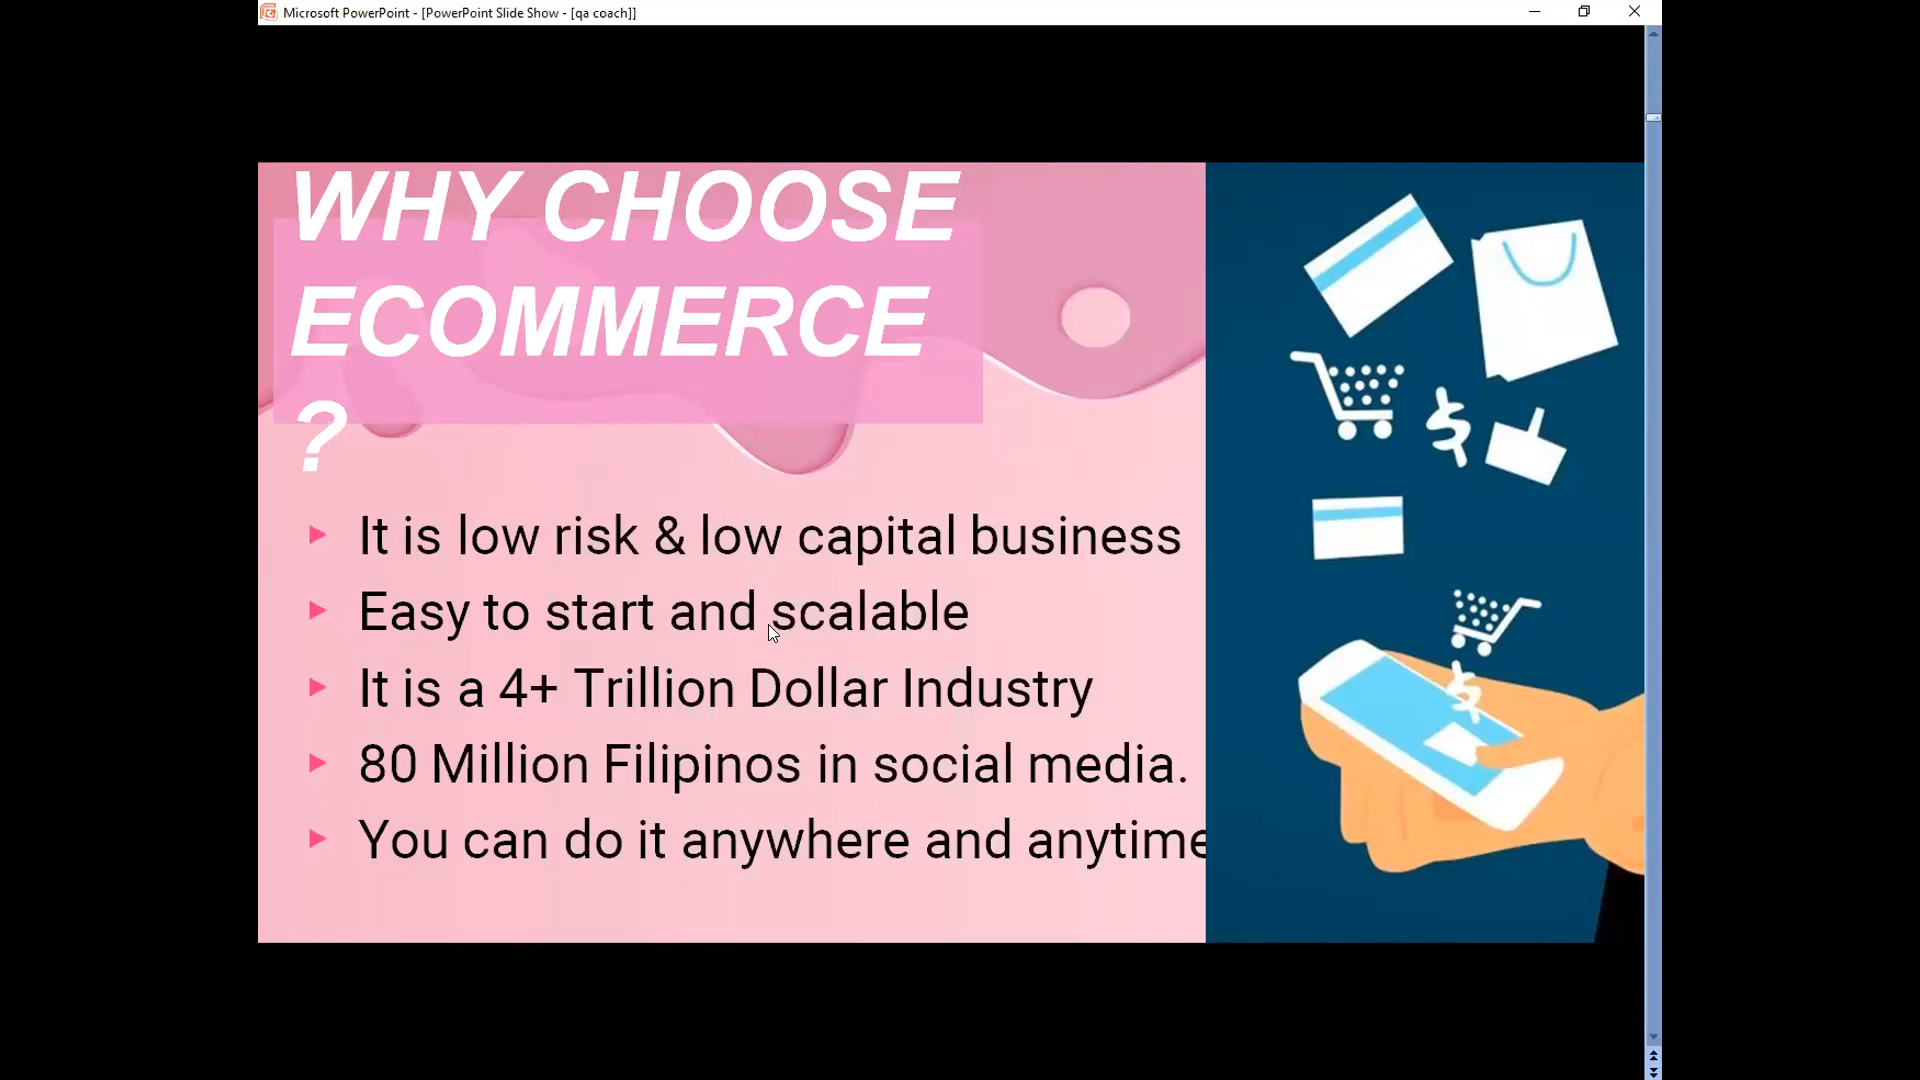 Microsoft PowerPoint - [PowerPoint Slide Show - [qa coach]]
WHY CHOOSE
ECOMMERCE
?
It is low risk & low capital business
Easy to start and scalable
It is a 4+ Trillion Dollar Industry
80 Million Filipinos in social media.
You can do it anywhere and anytime
$
$